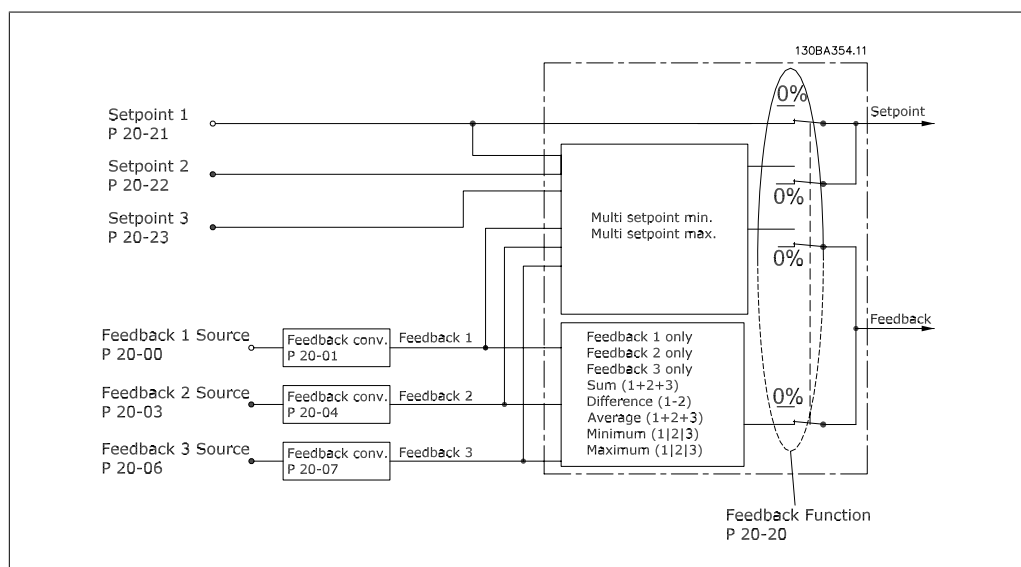 130BA354.11
Setpoint 1
P 20-21
Setpoint 2
P 20-22
Setpoint 3
P 20-23
0%
Setpoint
0%
Multi setpoint min.
Multi setpoint max.
0%
Feedback
Feedback 1 Source
P 20-00
Feedback conv.
P 20-01
Feedback 1
Feedback 2 Source
P 20-03
Feedback conv.
P 20-04
Feedback 2
Feedback 3 Source
P 20-06
Feedback conv.
P 20-07
Feedback 3
Feedback 1 only
Feedback 2 only
Feedback 3 only
Sum (1+2+3)
Difference (1-2)
Average (1+2+3)
Minimum (1|2|3)
Maximum (1|2|3)
0%
Feedback Function
P 20-20